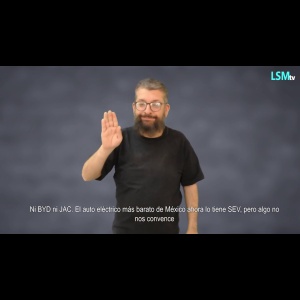 LSMtv
Ni BYD ni JAC. El auto eléctrico más barato de México ahora lo tiene SEV, pero algo no
nos convence